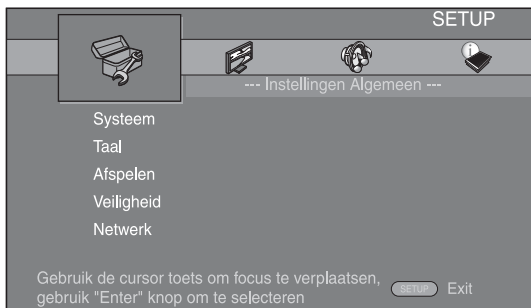 SETUP
--- Instellingen Algemeen ---
Systeem
Taal
Afspelen
Veiligheid
Netwerk
Gebruik de cursor toets om focus te verplaatsen,
gebruik "Enter" knop om te selecteren
SETUP Exit